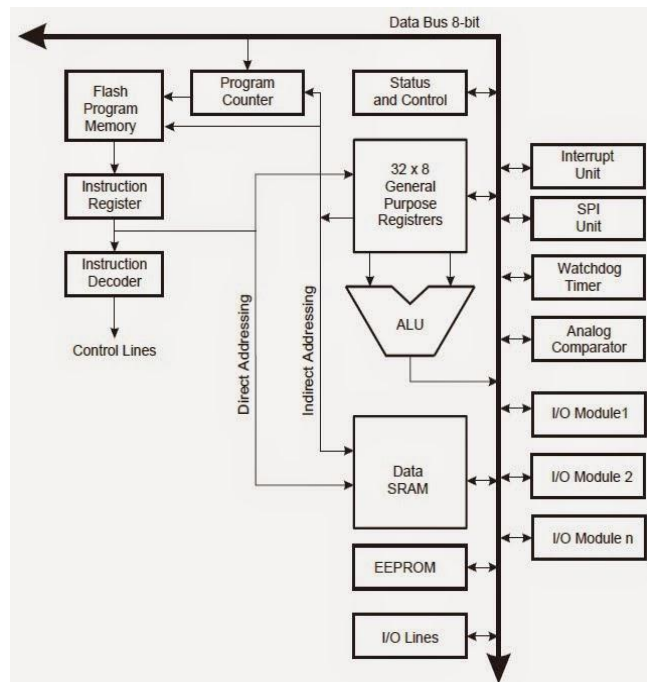 Data Bus 8-bit
Flash
Program
Memory
Program
Counter
Status
and Control
Instruction
Register
32 x 8
General
Purpose
Registrers
Interrupt
Unit
SPI
Unit
Instruction
Decoder
Watchdog
Timer
ALU
Analog
Comparator
Control Lines
Direct Addressing
Indirect Addressing
I/O Module1
Data
SRAM
I/O Module 2
I/O Module n
EEPROM
I/O Lines